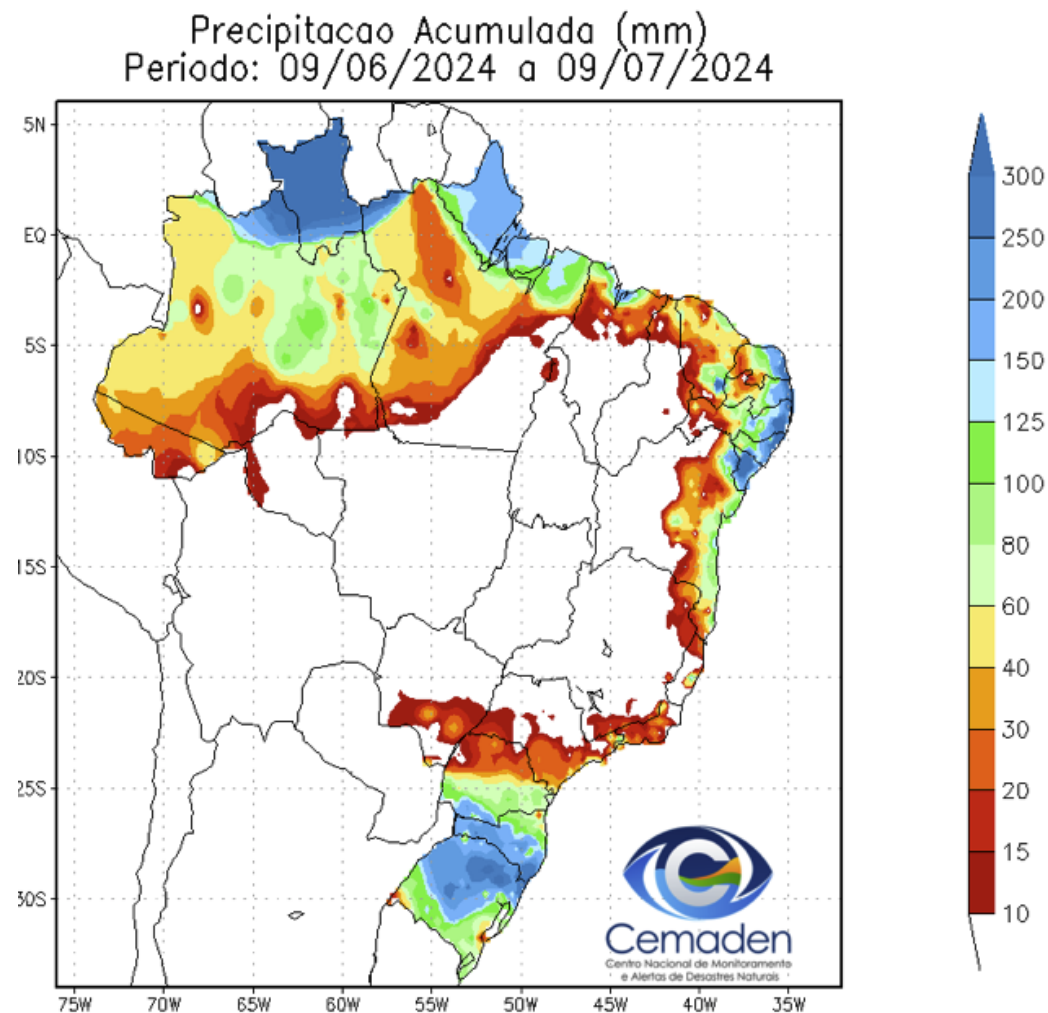 Precipitacao Acumulada (mm)
Periodo: 09/06/2024 a 09/07/2024
5N
EQ
5S
10S
15S
20S
25S
30S
75W 70W 65W 60W 55W 50W 45W 40W 35W
300
250
200
150
125
100
80
60
40
30
20
15
10
Cemaden
Centro Nacional de Monitoramento
e Alertas de Desastres Naturais